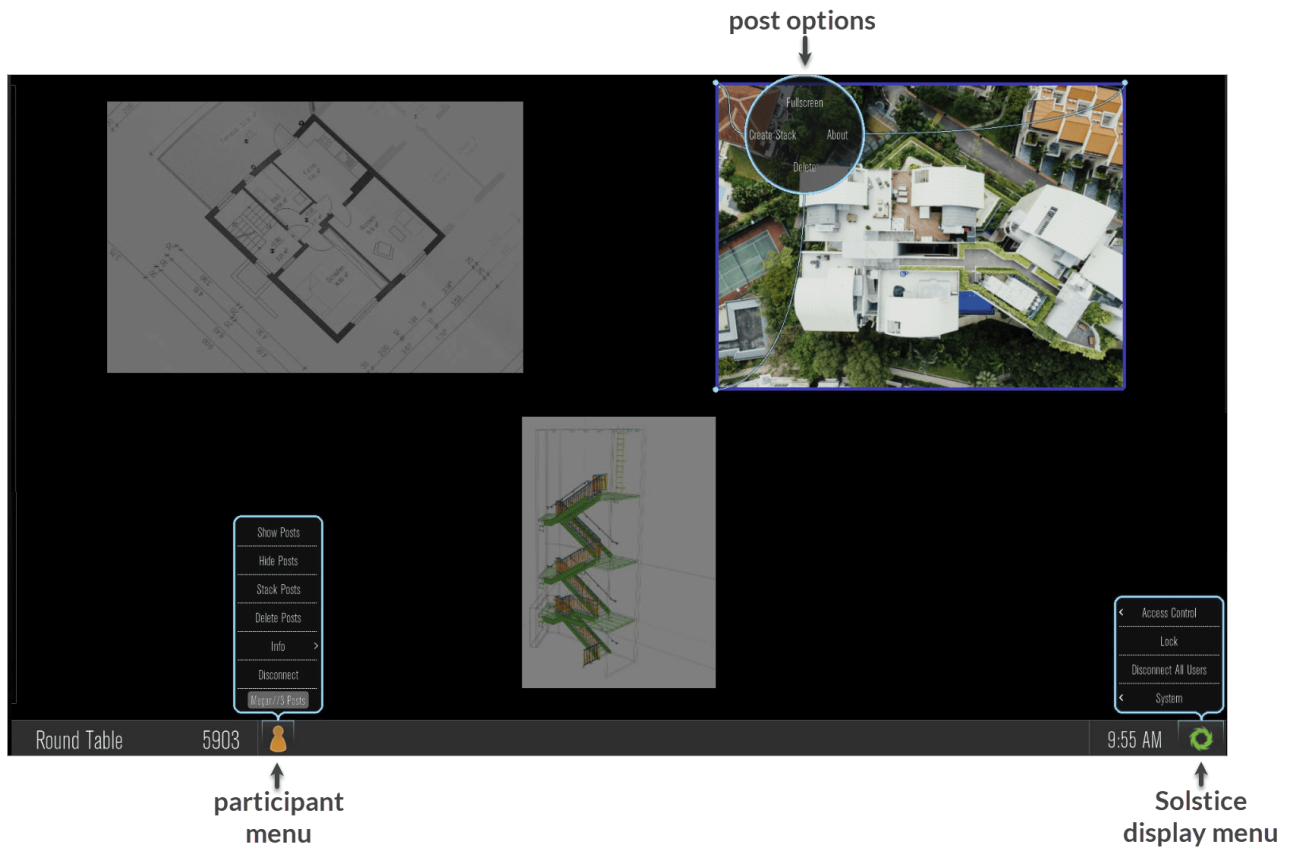 post options
Fullscreen
Create Stack
About
Delete
Show Posts
Hide Posts
Stack Posts
Delete Posts
Info >
Disconnect
Megan//3 Posts
< Access Control
Lock
Disconnect All Users
< System
Round Table
5903
9:55 AM
participant
menu
Solstice
display menu